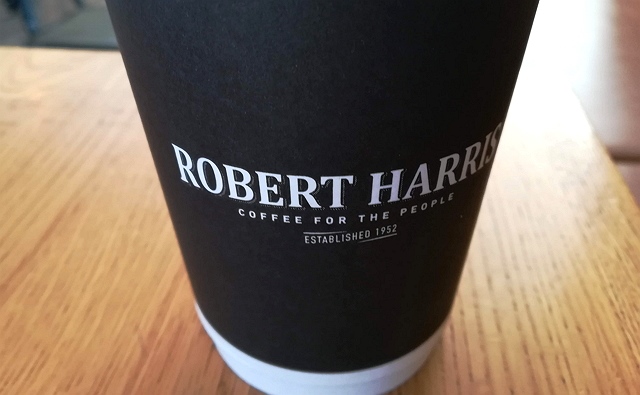 ROBERT HARRIS
COFFEE FOR THE PEOPLE
ESTABLISHED 1952